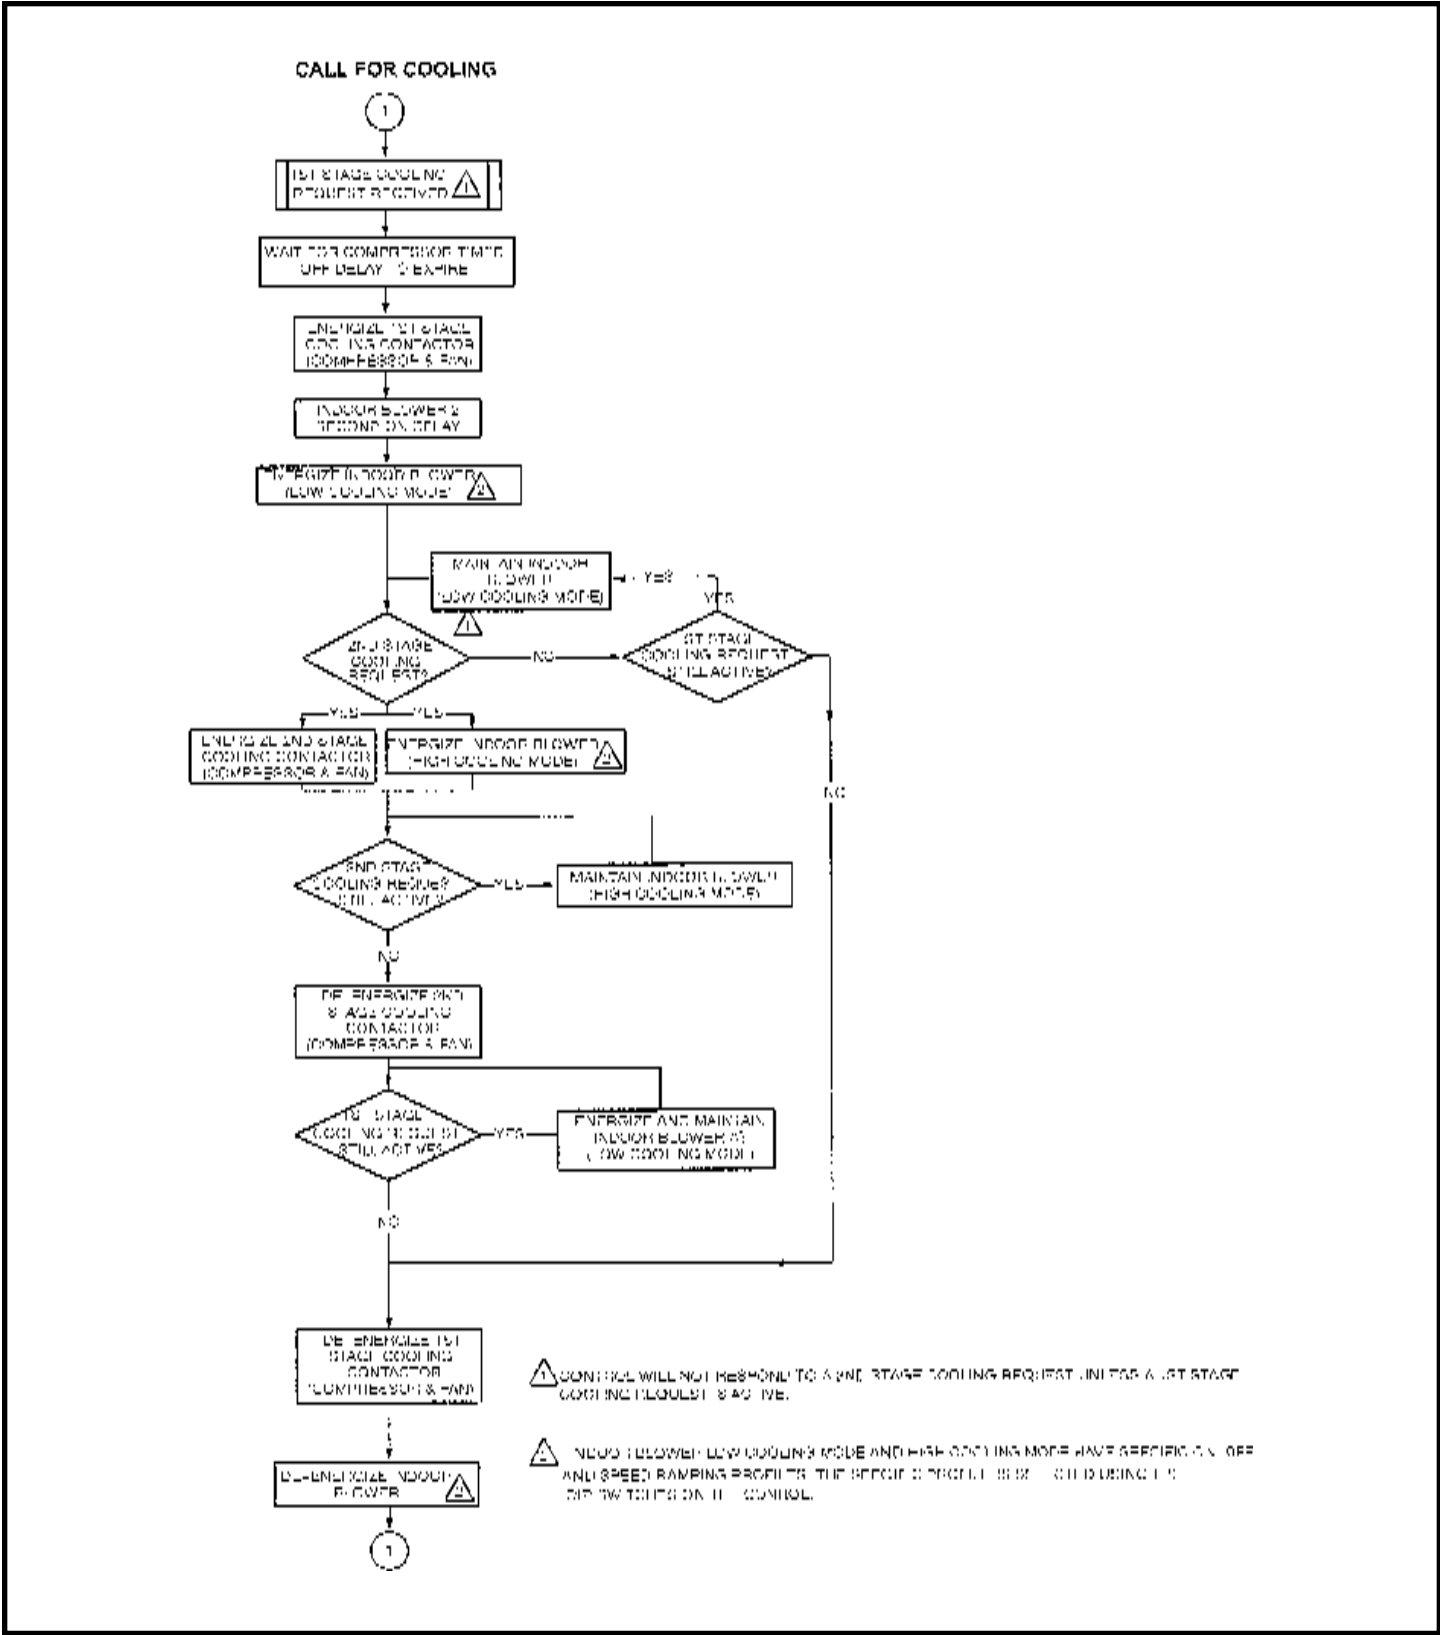 CALL FOR COOLING
1
1ST STAGE COOLING
REQUEST RECEIVED
1
WAIT FOR COMPRESSOR TIMED
OFF DELAY TO EXPIRE
ENERGIZE 1ST STAGE
COOLING CONTACTOR
(COMPRESSOR & FAN)
INDOOR BLOWER 2
SECOND ON DELAY
ENERGIZE INDOOR BLOWER
(LOW COOLING MODE)
2
MAINTAIN INDOOR
BLOWER
(LOW COOLING MODE)
YES
YES
1
2ND STAGE
COOLING
REQUEST?
NO
1ST STAGE
COOLING REQUEST
STILL ACTIVE?
YES
YES
ENERGIZE 2ND STAGE
COOLING CONTACTOR
(COMPRESSOR & FAN)
ENERGIZE INDOOR BLOWER
(HIGH COOLING MODE)
2
NO
2ND STAGE
COOLING REQUEST
STILL ACTIVE?
YES
MAINTAIN INDOOR BLOWER
(HIGH COOLING MODE)
NO
DE-ENERGIZE 2ND
STAGE COOLING
CONTACTOR
(COMPRESSOR & FAN)
1ST STAGE
COOLING REQUEST
STILL ACTIVE?
YES
ENERGIZE AND MAINTAIN
INDOOR BLOWER
(LOW COOLING MODE)
NO
DE-ENERGIZE 1ST
STAGE COOLING
CONTACTOR
(COMPRESSOR & FAN)
1 CONTROL WILL NOT RESPOND TO A 2ND STAGE COOLING REQUEST UNLESS A 1ST STAGE
COOLING REQUEST IS ACTIVE.
2 INDOOR BLOWER LOW COOLING MODE AND HIGH COOLING MODE HAVE SPECIFIC ON/OFF
AND SPEED RAMPING PROFILES. THE SPECIFIC PROFILE IS SELECTED USING THE
DIP SWITCHES ON THE CONTROL.
DE-ENERGIZE INDOOR
BLOWER
2
1